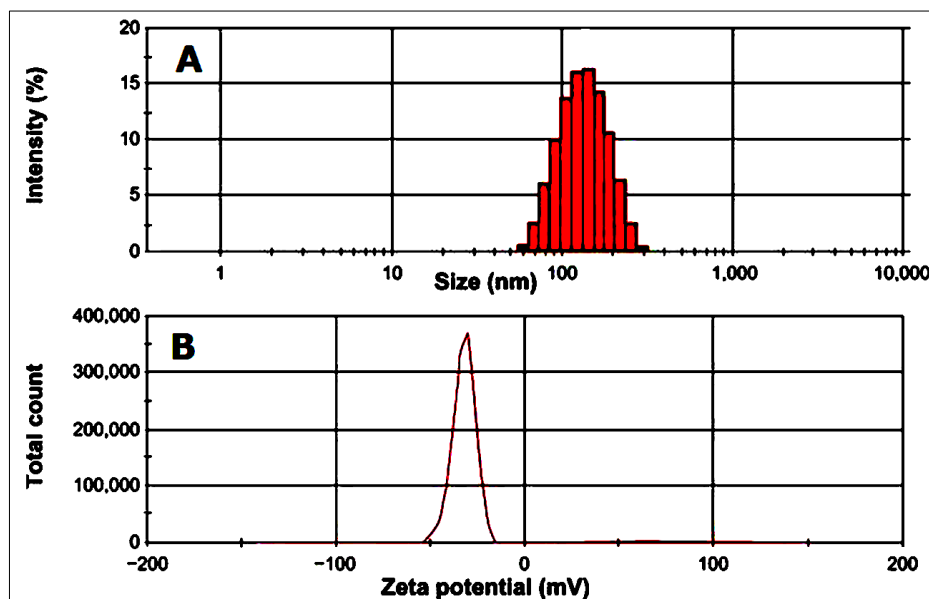 A
Intensity (%)
20
15
10
5
0
1 10 100 1,000 10,000
Size (nm)
B
Total count
400,000
300,000
200,000
100,000
0
−200 −100 0 100 200
Zeta potential (mV)